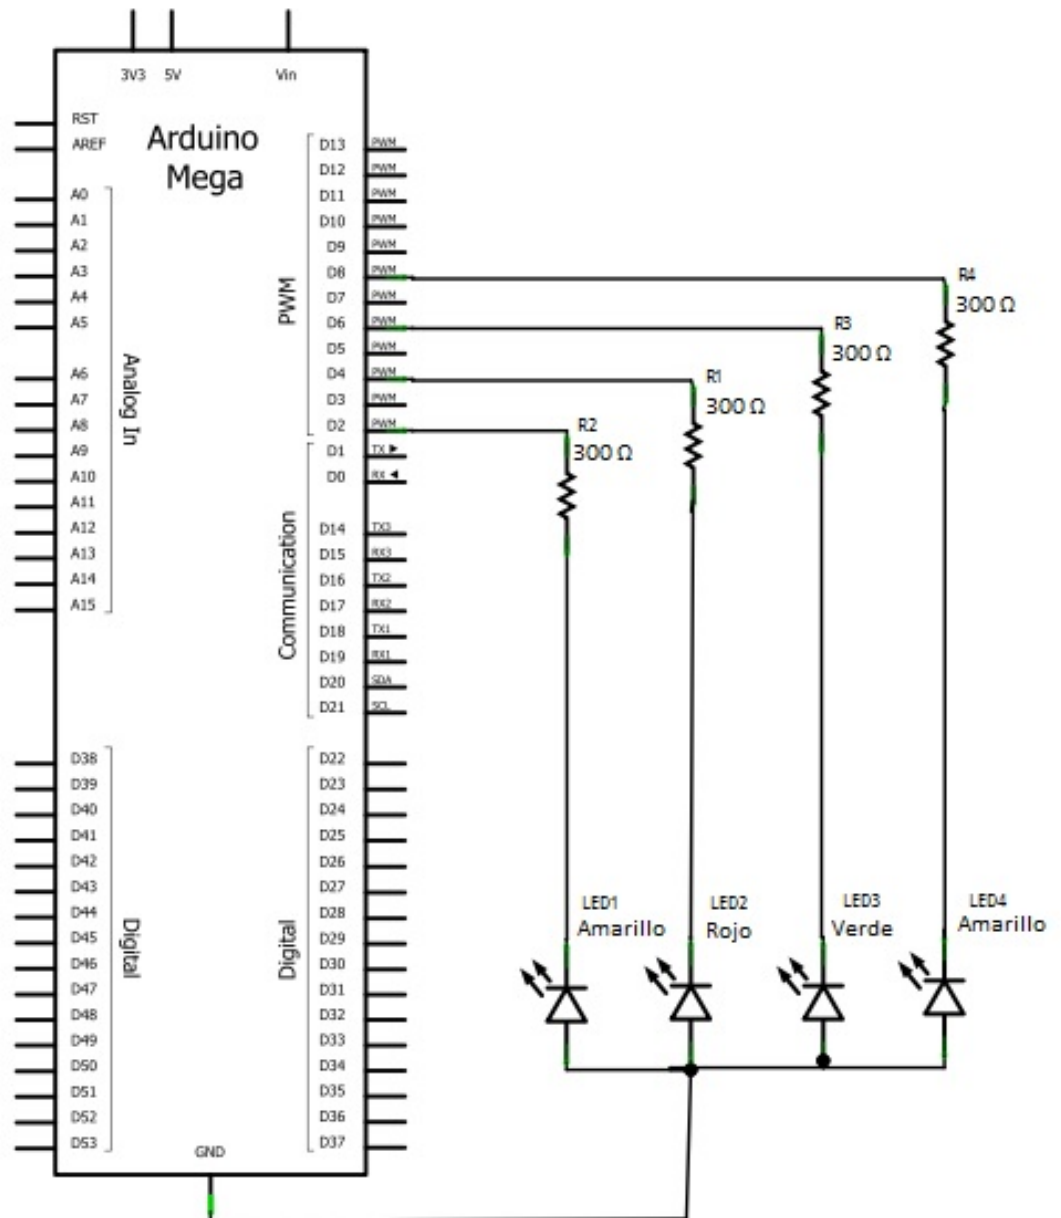 3V3 5V Vin
Arduino
Mega
RST
AREF
A0
A1
A2
A3
A4
A5
A6
A7
A8
A9
A10
A11
A12
A13
A14
A15
Analog In
D38
D39
D40
D41
D42
D43
D44
D45
D46
D47
D48
D49
D50
D51
D52
D53
Digital
GND
PWM
D13 PWM
D12 PWM
D11 PWM
D10 PWM
D9 PWM
D8 PWM
D7 PWM
D6 PWM
D5 PWM
D4 PWM
D3 PWM
D2 PWM
Communication
D1 TX ▶
D0 RX ◀
D14 TX3
D15 RX3
D16 TX2
D17 RX2
D18 TX1
D19 RX1
D20 SDA
D21 SCL
Digital
D22
D23
D24
D25
D26
D27
D28
D29
D30
D31
D32
D33
D34
D35
D36
D37
R4
300 Ω
R3
300 Ω
R1
300 Ω
R2
300 Ω
LED1
Amarillo
LED2
Rojo
LED3
Verde
LED4
Amarillo